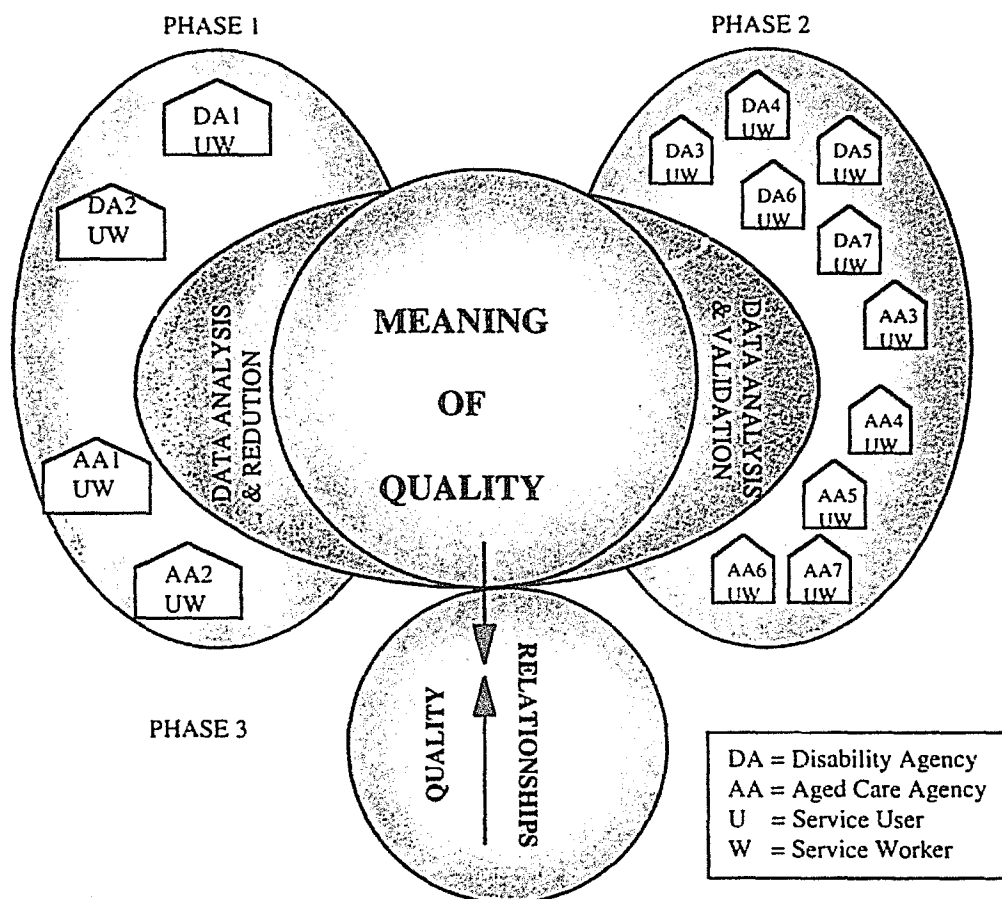 PHASE 1
PHASE 2
DA1
UW
DA2
UW
AA1
UW
AA2
UW
DATA ANALYSIS
& REDUTION
MEANING
OF
QUALITY
DATA ANALYSIS
& VALIDATION
DA4
UW
DA3
UW
DA5
UW
DA6
UW
DA7
UW
AA3
UW
AA4
UW
AA5
UW
AA6
UW
AA7
UW
PHASE 3
QUALITY
RELATIONSHIPS
DA = Disability Agency
AA = Aged Care Agency
U = Service User
W = Service Worker